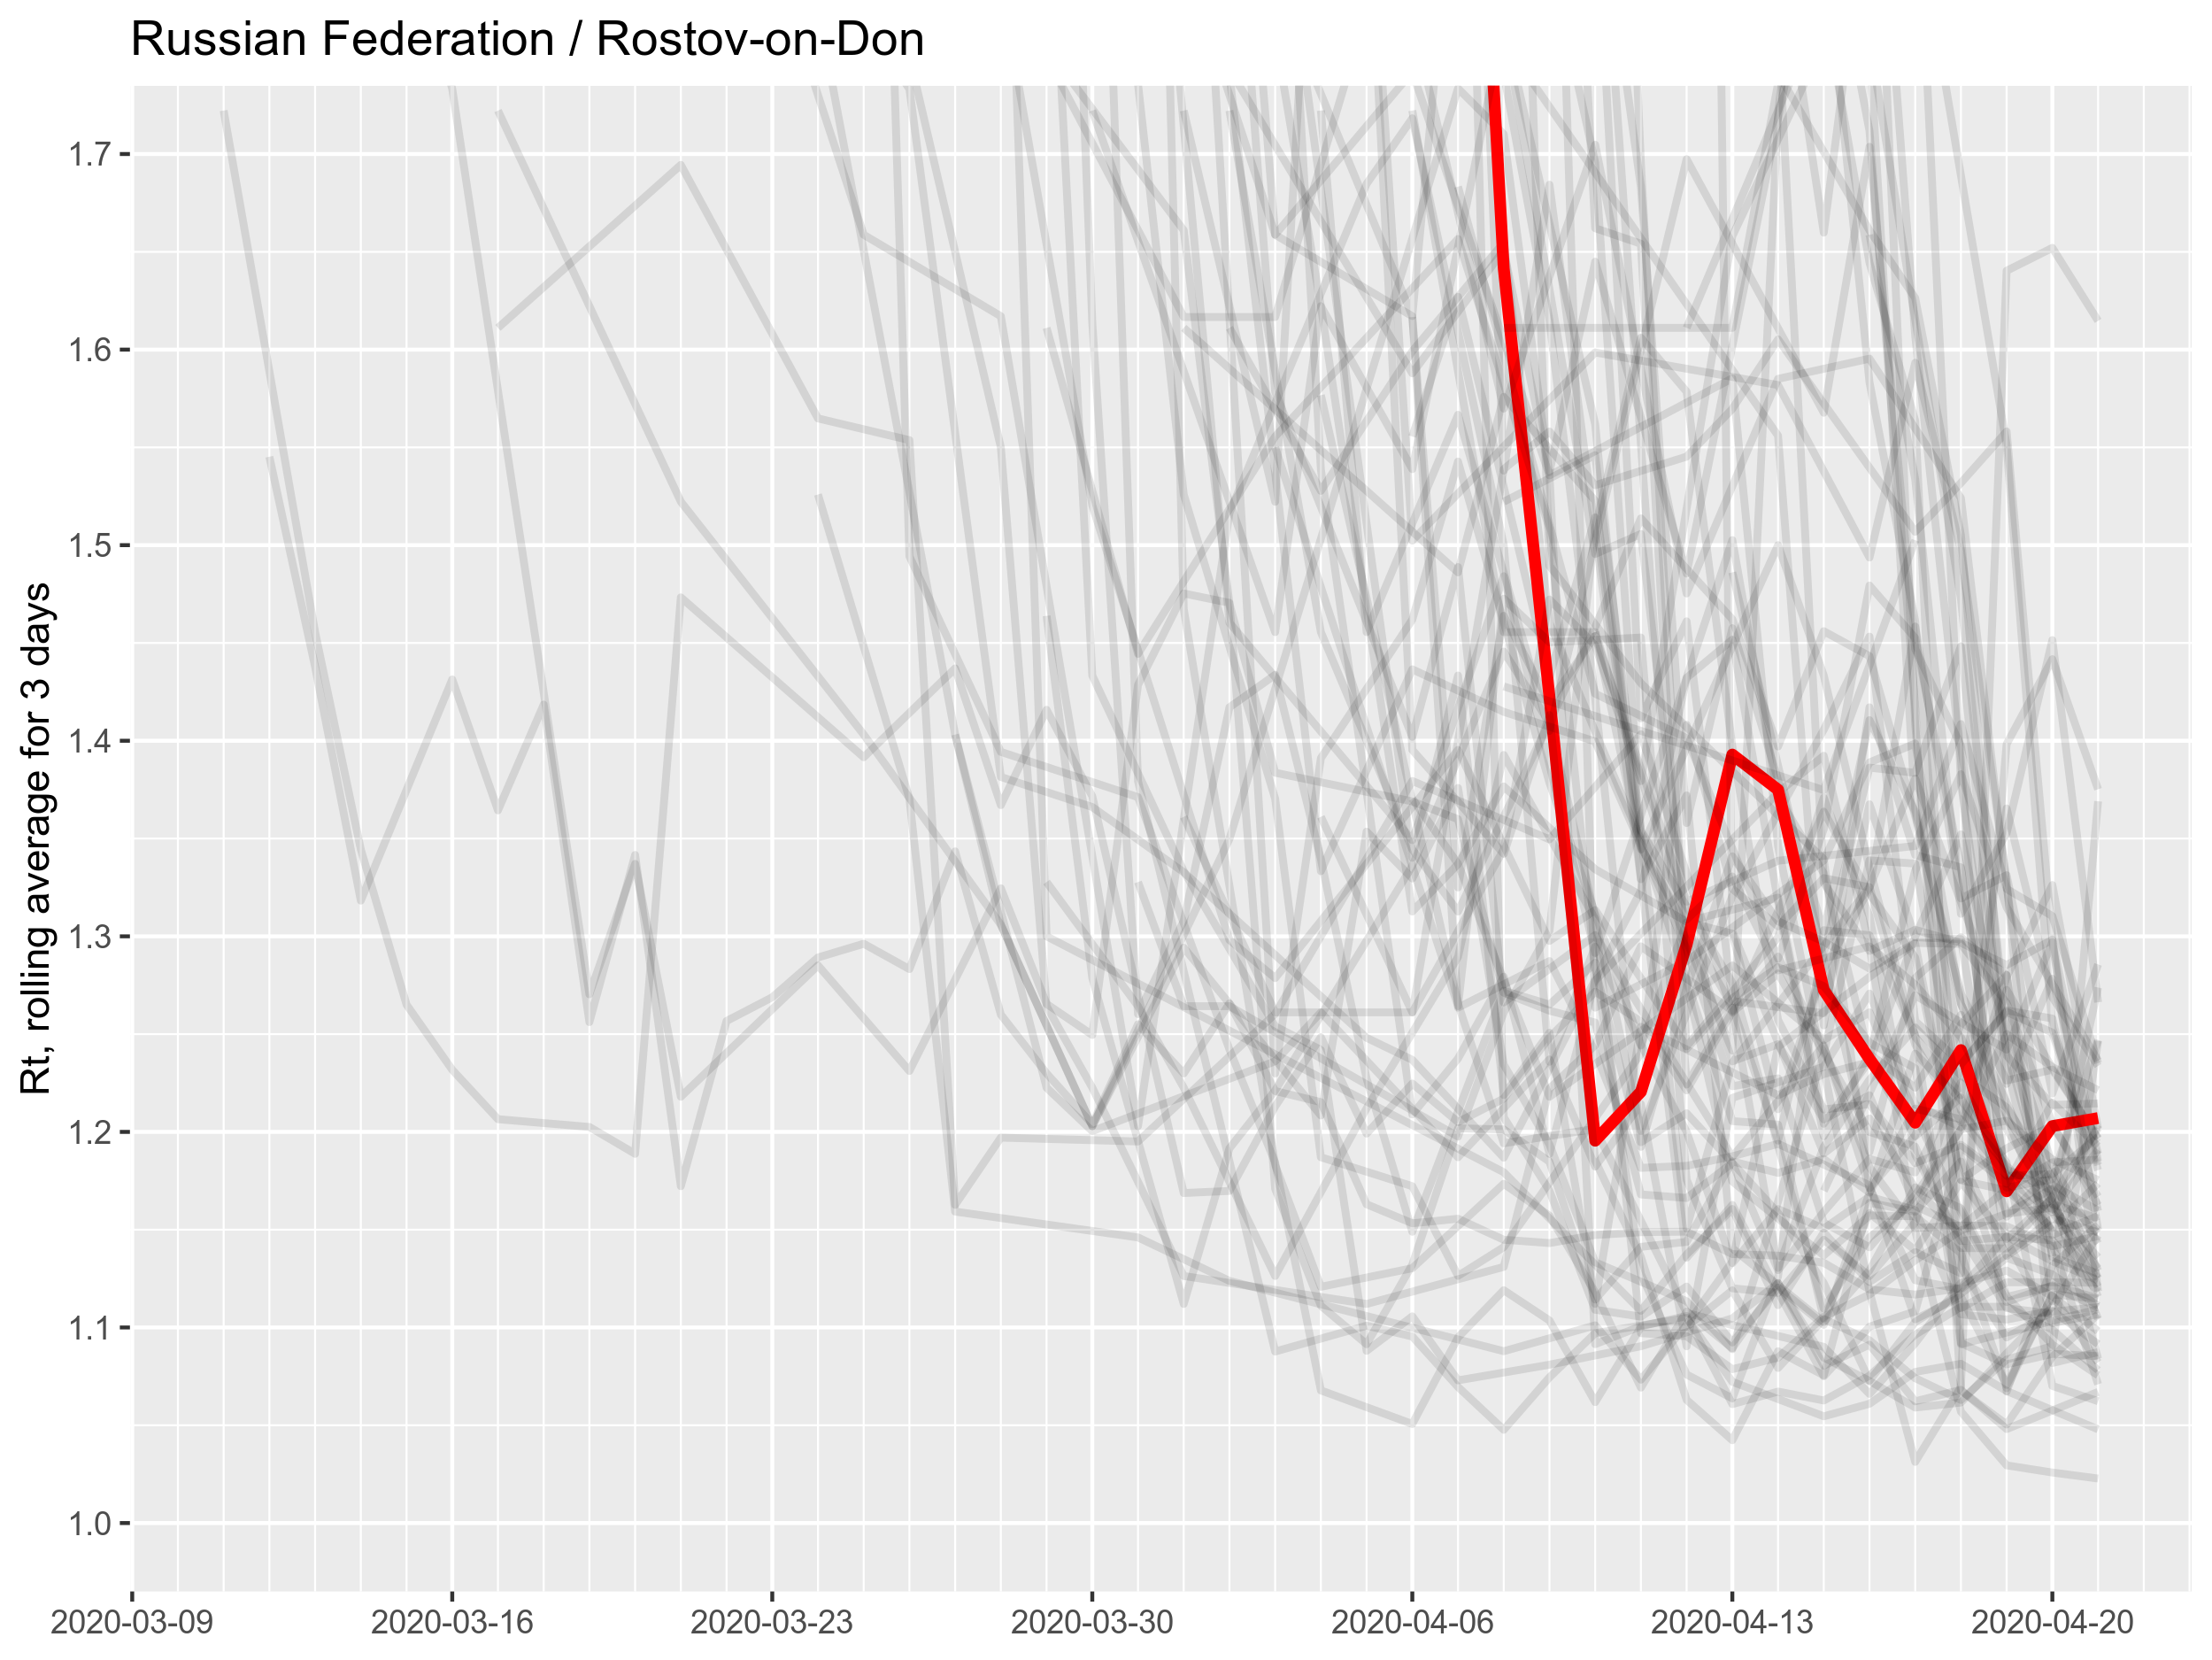 Russian Federation / Rostov-on-Don
Rt, rolling average for 3 days
1.7
1.6
1.5
1.4
1.3
1.2
1.1
1.0
2020-03-09 2020-03-16 2020-03-23 2020-03-30 2020-04-06 2020-04-13 2020-04-20